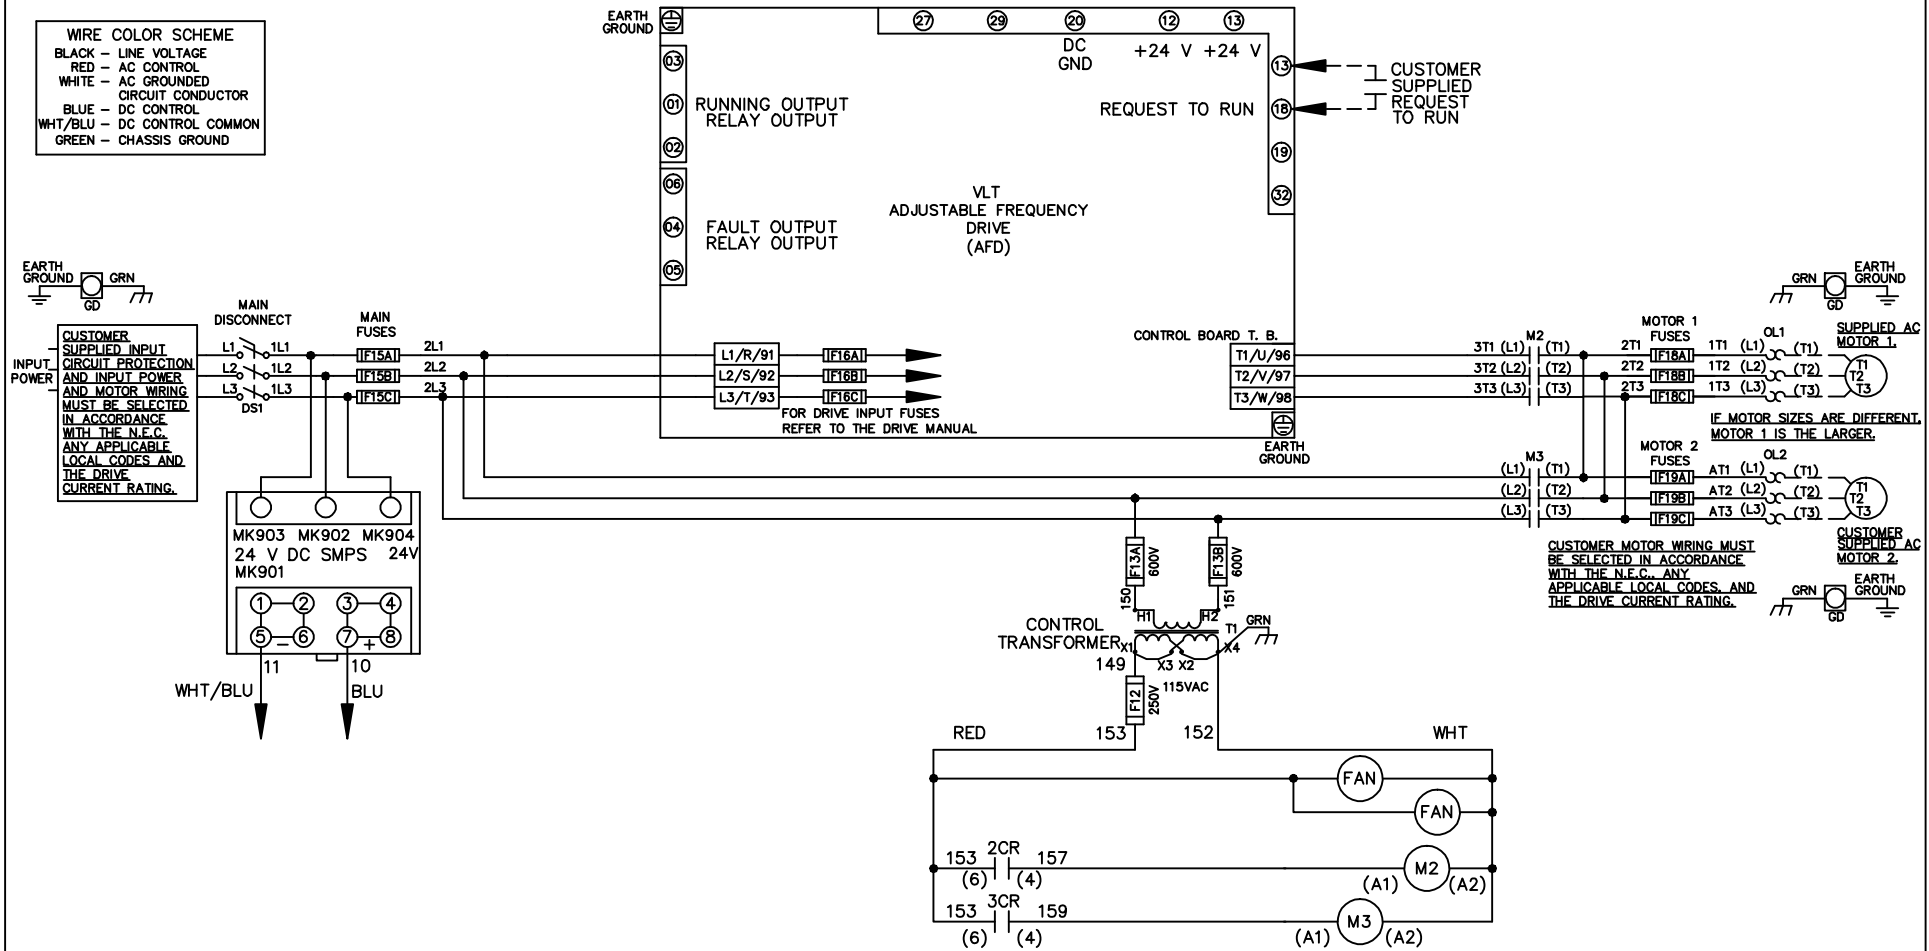 WIRE COLOR SCHEME
BLACK – LINE VOLTAGE
RED – AC CONTROL
WHITE – AC GROUNDED
CIRCUIT CONDUCTOR
BLUE – DC CONTROL
WHT/BLU – DC CONTROL COMMON
GREEN – CHASSIS GROUND
EARTH
GROUND
27 29 20 12 13
DC
GND
+24 V +24 V
03
01
02
RUNNING OUTPUT
RELAY OUTPUT
06
04
05
FAULT OUTPUT
RELAY OUTPUT
VLT
ADJUSTABLE FREQUENCY
DRIVE
(AFD)
REQUEST TO RUN
13
18
19
32
CUSTOMER
SUPPLIED
REQUEST
TO RUN
EARTH
GROUND
GRN
GD
INPUT
POWER
CUSTOMER
SUPPLIED INPUT
CIRCUIT PROTECTION
AND INPUT POWER
AND MOTOR WIRING
MUST BE SELECTED
IN ACCORDANCE
WITH THE N.E.C.
ANY APPLICABLE
LOCAL CODES AND
THE DRIVE
CURRENT RATING.
MAIN
DISCONNECT
L1 1L1
L2 1L2
L3 1L3
DS1
MAIN
FUSES
F15A 2L1
F15B 2L2
F15C 2L3
L1/R/91 F16A
L2/S/92 F16B
L3/T/93 F16C
FOR DRIVE INPUT FUSES
REFER TO THE DRIVE MANUAL
CONTROL BOARD T. B.
T1/U/96
T2/V/97
T3/W/98
EARTH
GROUND
M2
3T1 (L1) (T1)
3T2 (L2) (T2)
3T3 (L3) (T3)
MOTOR 1
FUSES
2T1 F18A 1T1 (L1) (T1)
2T2 F18B 1T2 (L2) (T2)
2T3 F18C 1T3 (L3) (T3)
OL1
GRN
GD
EARTH
GROUND
SUPPLIED AC
MOTOR 1.
T1
T2
T3
IF MOTOR SIZES ARE DIFFERENT,
MOTOR 1 IS THE LARGER.
M3
(L1) (T1)
(L2) (T2)
(L3) (T3)
MOTOR 2
FUSES
F19A AT1 (L1) (T1)
F19B AT2 (L2) (T2)
F19C AT3 (L3) (T3)
OL2
T1
T2
T3
CUSTOMER
SUPPLIED AC
MOTOR 2.
CUSTOMER MOTOR WIRING MUST
BE SELECTED IN ACCORDANCE
WITH THE N.E.C., ANY
APPLICABLE LOCAL CODES, AND
THE DRIVE CURRENT RATING.
GRN
GD
EARTH
GROUND
MK903 MK902 MK904
24 V DC SMPS 24V
MK901
1 2 3 4
5 – 6 7 + 8
11 10
WHT/BLU BLU
F13A 600V
F13B 600V
150 151
H1 H2
CONTROL
TRANSFORMER
T1 GRN
X1 X3 X2 X4
149
115VAC
F12 250V
153 152
RED WHT
FAN
FAN
153 2CR 157
(6) (4)
M2
(A1) (A2)
153 3CR 159
(6) (4)
M3
(A1) (A2)